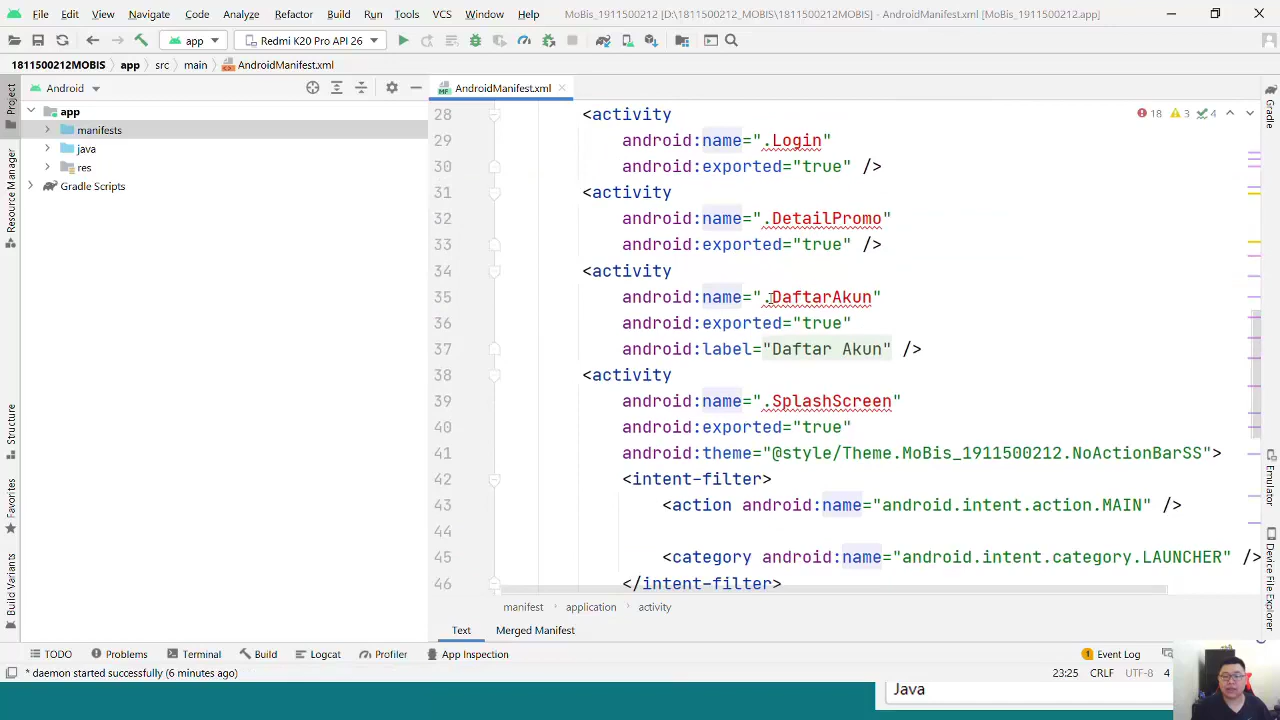 File Edit View Navigate Code Analyze Refactor Build Run Tools VCS Window Help MoBis_1911500212 [D:\1811500212_MOBIS\1811500212MOBIS] - AndroidManifest.xml [MoBis_1911500212.app]
app Redmi K20 Pro API 26
1811500212MOBIS app src main AndroidManifest.xml
Android AndroidManifest.xml
app
manifests
java
res
Gradle Scripts
Project
Resource Manager
Structure
Favorites
Build Variants
18 3 4
28 <activity
29 android:name=".Login"
30 android:exported="true" />
31 <activity
32 android:name=".DetailPromo"
33 android:exported="true" />
34 <activity
35 android:name=".DaftarAkun"
36 android:exported="true"
37 android:label="Daftar Akun" />
38 <activity
39 android:name=".SplashScreen"
40 android:exported="true"
41 android:theme="@style/Theme.MoBis_1911500212.NoActionBarSS">
42 <intent-filter>
43 <action android:name="android.intent.action.MAIN" />
44
45 <category android:name="android.intent.category.LAUNCHER" />
46 </intent-filter>
Gradle
Emulator
Device File Explorer
manifest application activity
Text Merged Manifest
TODO Problems Terminal Build Logcat Profiler App Inspection 1 Event Log
* daemon started successfully (6 minutes ago) 23:25 CRLF UTF-8 4
Java